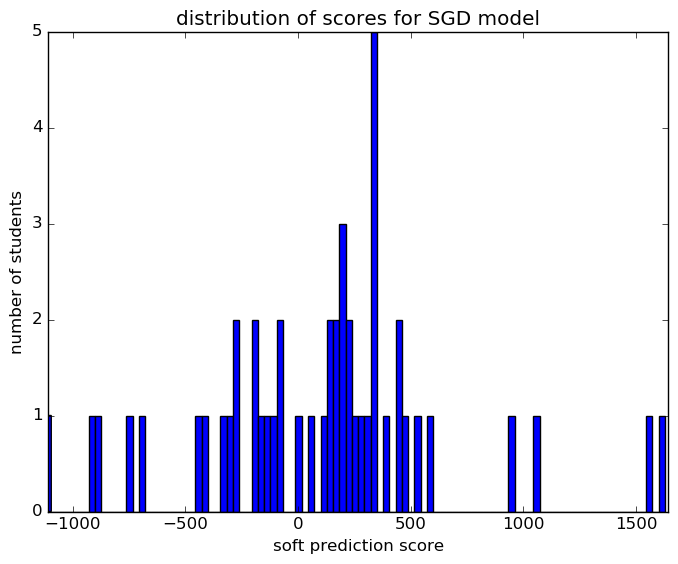 distribution of scores for SGD model
5
4
3
2
1
0
number of students
−1000 −500 0 500 1000 1500
soft prediction score